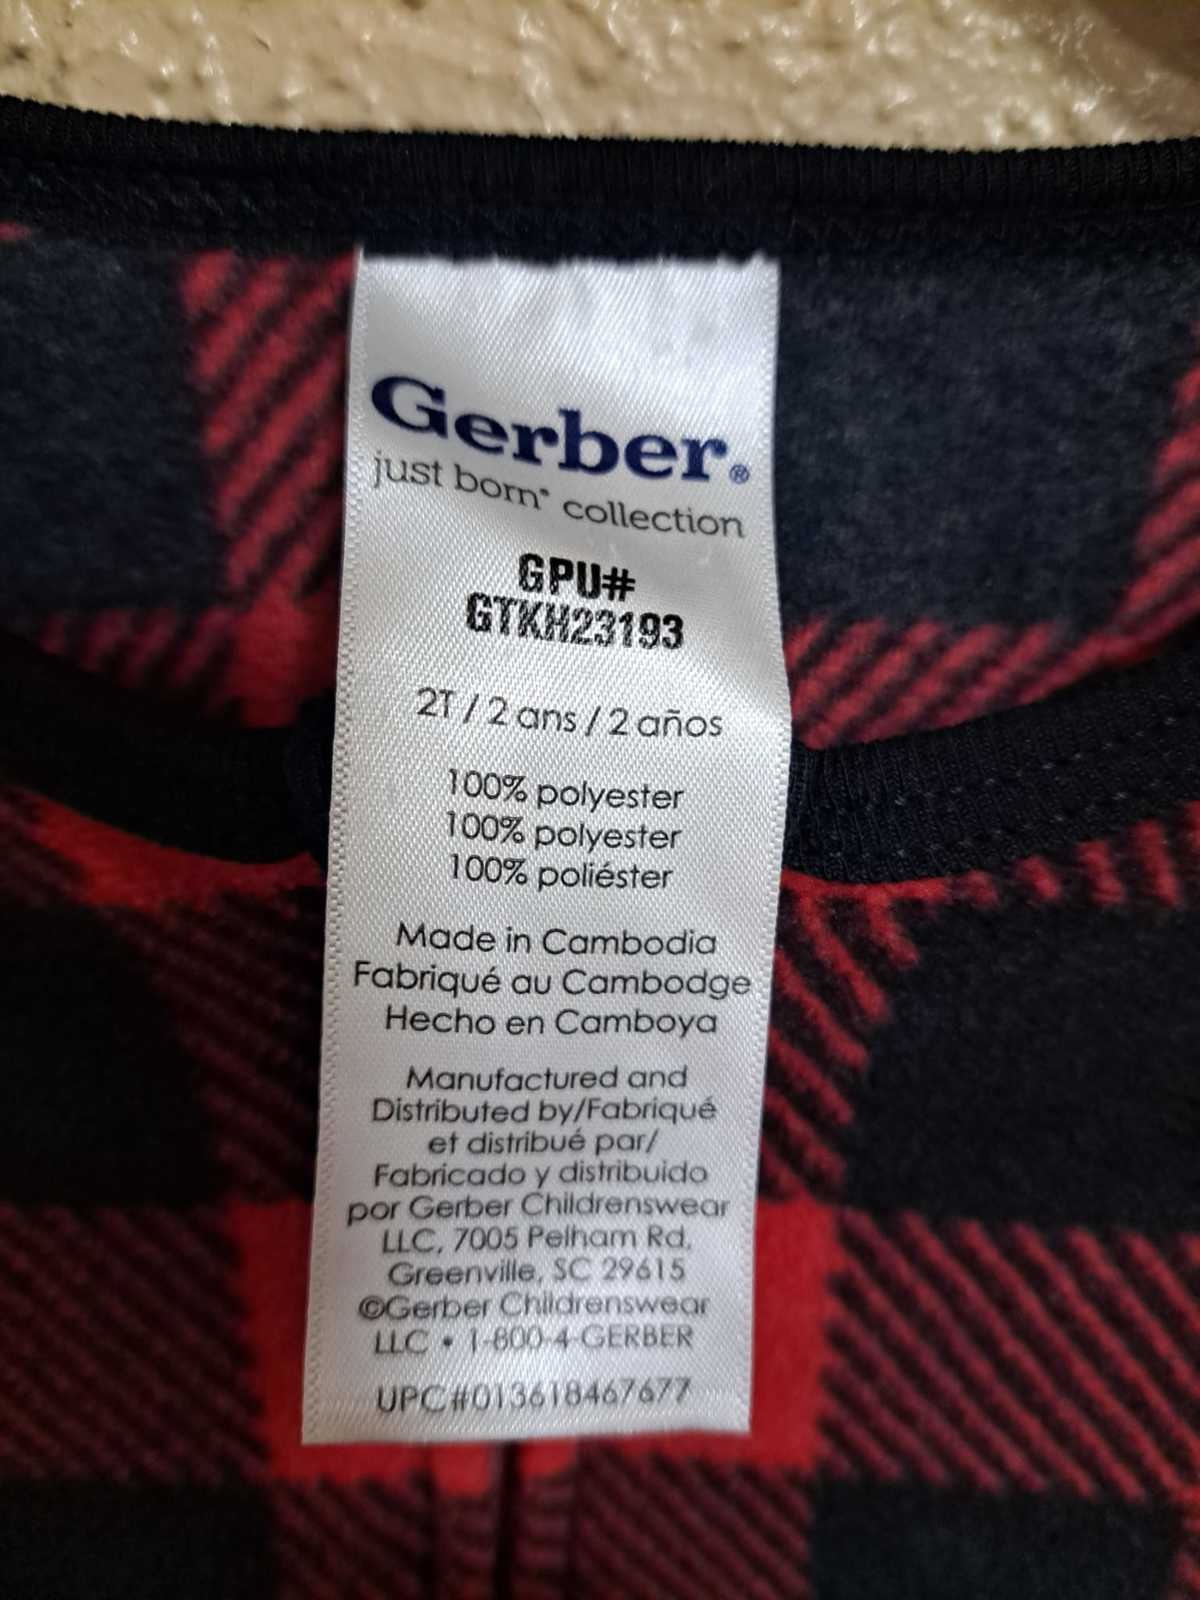 Gerber®
just born® collection
GPU#
GTKH23193
2T / 2 ans / 2 años
100% polyester
100% polyester
100% poliéster
Made in Cambodia
Fabriqué au Cambodge
Hecho en Camboya
Manufactured and
Distributed by/Fabriqué
et distribué par/
Fabricado y distribuido
por Gerber Childrenswear
LLC, 7005 Pelham Rd,
Greenville, SC 29615
©Gerber Childrenswear
LLC • 1-800-4-GERBER
UPC#013618467677